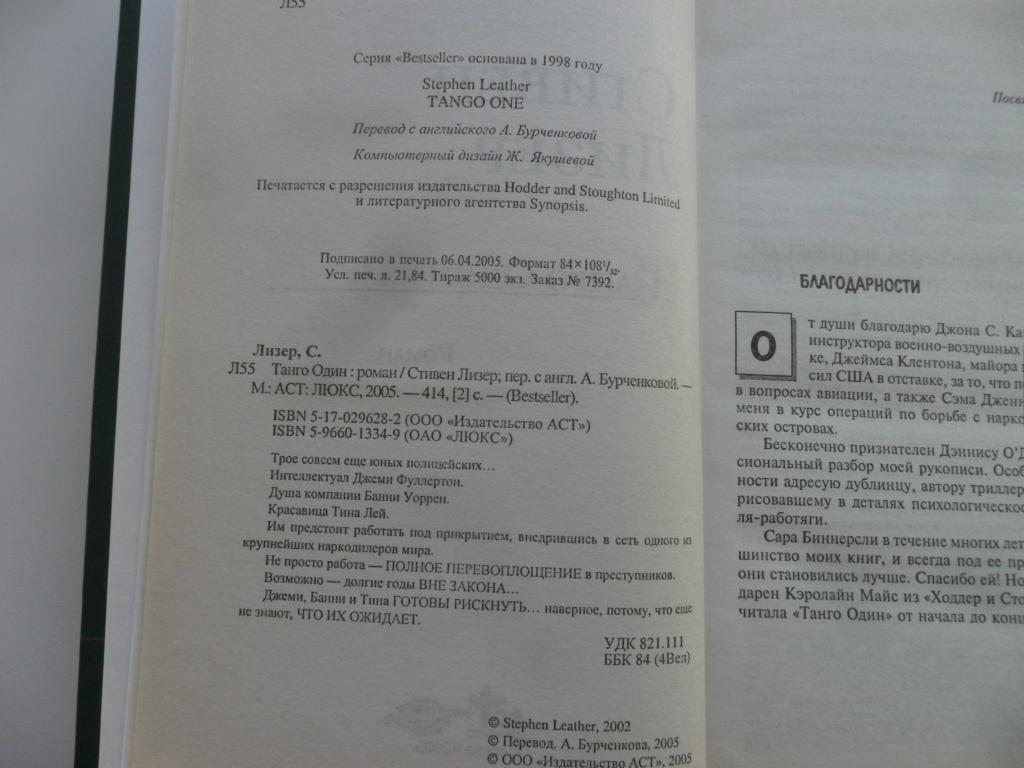 Л55
Серия «Bestseller» основана в 1998 году
Stephen Leather
TANGO ONE
Перевод с английского А. Бурченковой
Компьютерный дизайн Ж. Якушевой
Печатается с разрешения издательства Hodder and Stoughton Limited
и литературного агентства Synopsis.
Подписано в печать 06.04.2005. Формат 84×108¹/₃₂.
Усл. печ. л. 21,84. Тираж 5000 экз. Заказ № 7392.
Лизер, С.
Л55 Танго Один : роман / Стивен Лизер; пер. с англ. А. Бурченковой. —
М.: АСТ: ЛЮКС, 2005. — 414, [2] с. — (Bestseller).
ISBN 5-17-029628-2 (ООО «Издательство АСТ»)
ISBN 5-9660-1334-9 (ОАО «ЛЮКС»)
Трое совсем еще юных полицейских...
Интеллектуал Джеми Фуллертон.
Душа компании Банни Уоррен.
Красавица Тина Лей.
Им предстоит работать под прикрытием, внедрившись в сеть одного из
крупнейших наркодилеров мира.
Не просто работа — ПОЛНОЕ ПЕРЕВОПЛОЩЕНИЕ в преступников.
Возможно — долгие годы ВНЕ ЗАКОНА...
Джеми, Банни и Тина ГОТОВЫ РИСКНУТЬ... наверное, потому, что еще
не знают, ЧТО ИХ ОЖИДАЕТ.
УДК 821.111
ББК 84 (4Вел)
© Stephen Leather, 2002
© Перевод. А. Бурченкова, 2005
© ООО «Издательство АСТ», 2005
Посвя
БЛАГОДАРНОСТИ
От души благодарю Джона С. Ка
инструктора военно-воздушных
ке, Джеймса Клентона, майора
сил США в отставке, за то, что по
в вопросах авиации, а также Сэма Дженн
меня в курс операций по борьбе с нарко
ских островах.
Бесконечно признателен Дэннису О'Д
сиональный разбор моей рукописи. Особ
ности адресую дублинцу, автору триллер
рисовавшему в деталях психологическое
ля-работяги.
Сара Биннерсли в течение многих лет
шинство моих книг, и всегда под ее пр
они становились лучше. Спасибо ей! Но
дарен Кэролайн Майс из «Ходдер и Сто
читала «Танго Один» от начала до конц